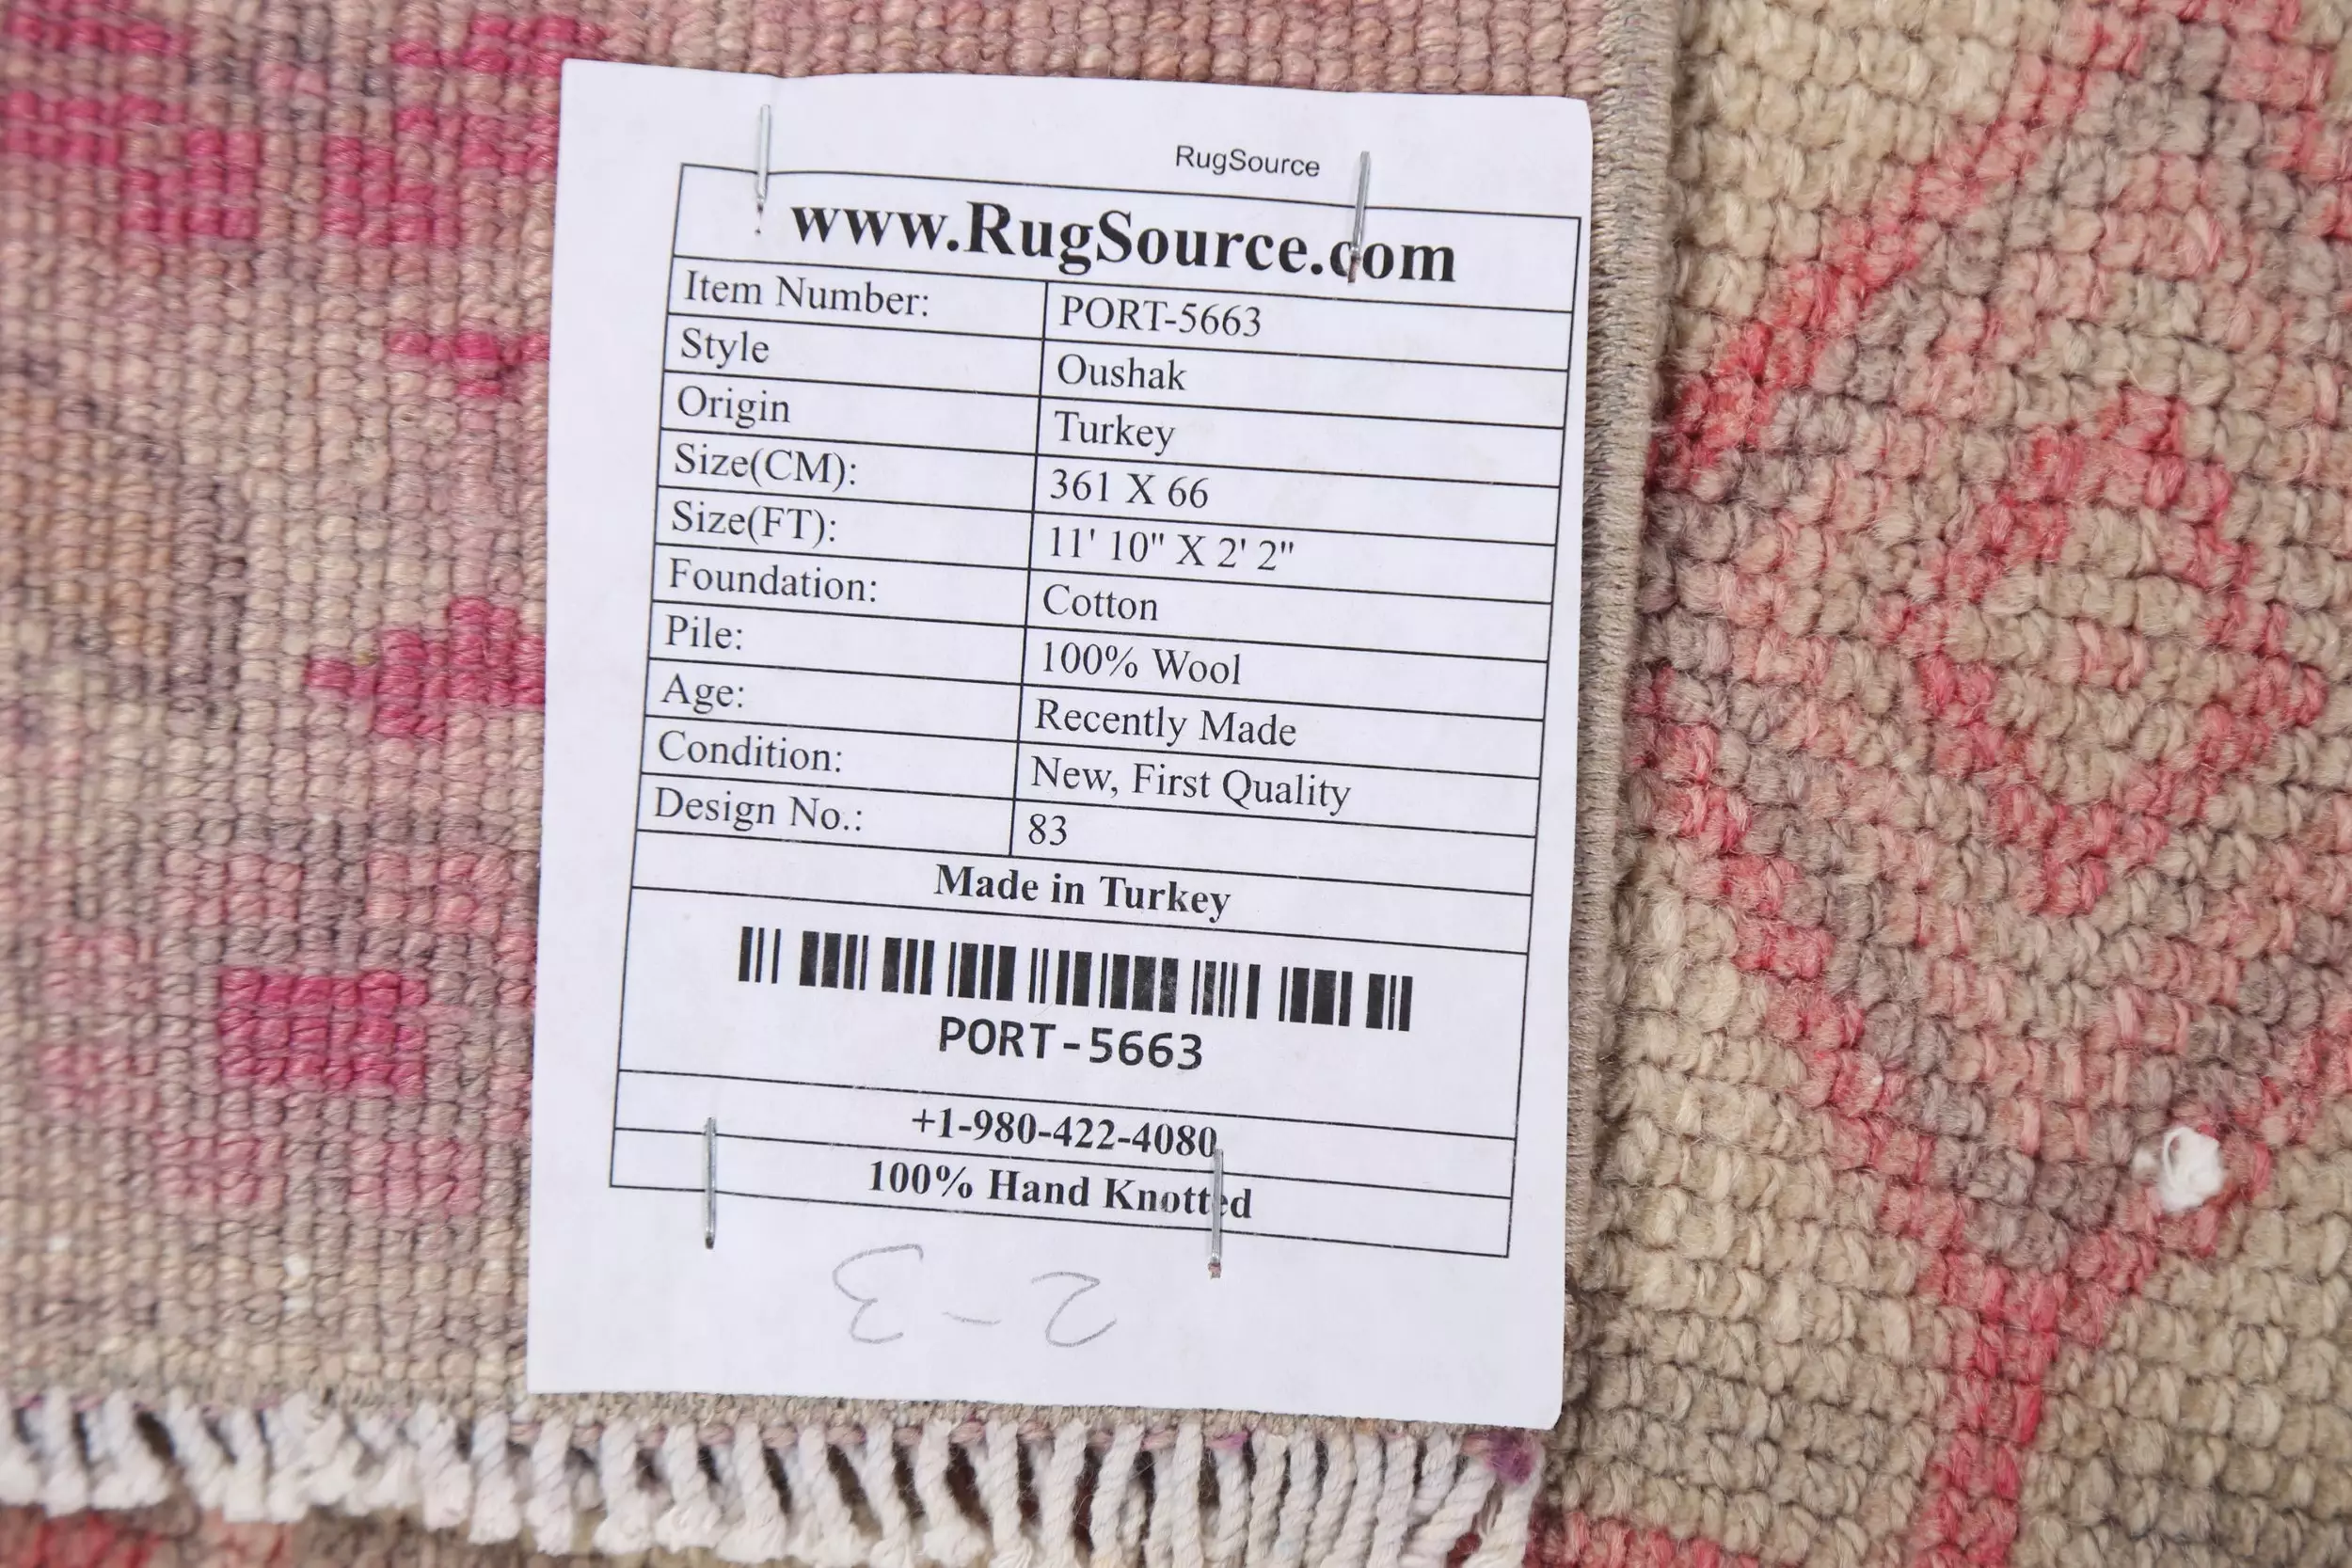 RugSource
www.RugSource.com
Item Number: PORT-5663
Style Oushak
Origin Turkey
Size(CM): 361 X 66
Size(FT): 11' 10" X 2' 2"
Foundation: Cotton
Pile: 100% Wool
Age: Recently Made
Condition: New, First Quality
Design No.: 83
Made in Turkey
PORT-5663
+1-980-422-4080
100% Hand Knotted
2-3